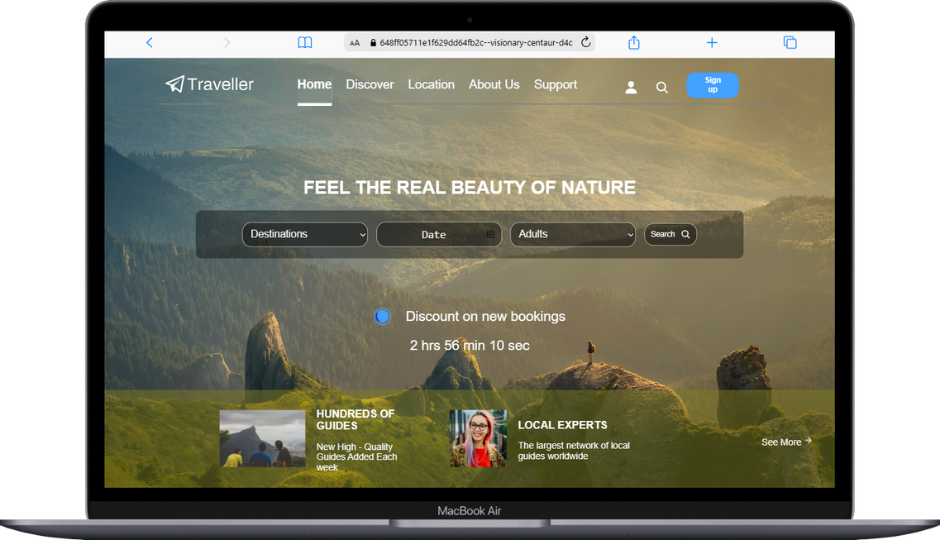 AA 648ff05711e1f629dd64fb2c--visionary-centaur-d4c
Traveller Home Discover Location About Us Support Sign up
FEEL THE REAL BEAUTY OF NATURE
Destinations Date Adults Search
Discount on new bookings
2 hrs 56 min 10 sec
HUNDREDS OF
GUIDES
New High - Quality
Guides Added Each
week
LOCAL EXPERTS
The largest network of local
guides worldwide
See More
MacBook Air